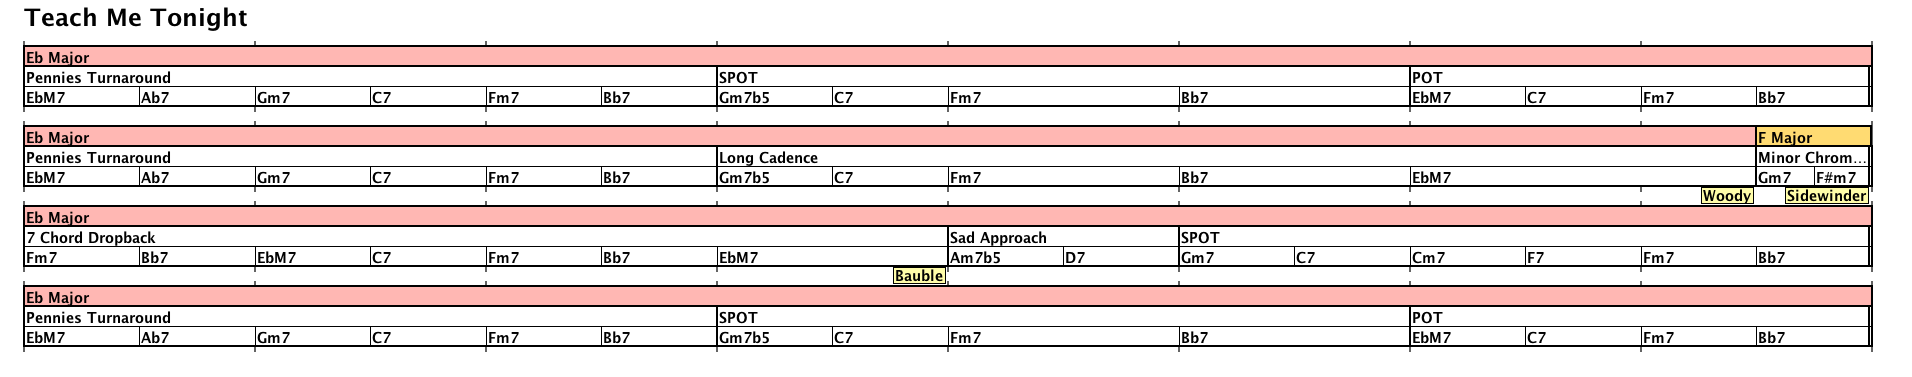 Teach Me Tonight
Eb Major
Pennies Turnaround SPOT POT
EbM7 Ab7 Gm7 C7 Fm7 Bb7 Gm7b5 C7 Fm7 Bb7 EbM7 C7 Fm7 Bb7
Eb Major F Major
Pennies Turnaround Long Cadence Minor Chrom...
EbM7 Ab7 Gm7 C7 Fm7 Bb7 Gm7b5 C7 Fm7 Bb7 EbM7 Gm7 F#m7
Woody Sidewinder
Eb Major
7 Chord Dropback Sad Approach SPOT
Fm7 Bb7 EbM7 C7 Fm7 Bb7 EbM7 Am7b5 D7 Gm7 C7 Cm7 F7 Fm7 Bb7
Bauble
Eb Major
Pennies Turnaround SPOT POT
EbM7 Ab7 Gm7 C7 Fm7 Bb7 Gm7b5 C7 Fm7 Bb7 EbM7 C7 Fm7 Bb7